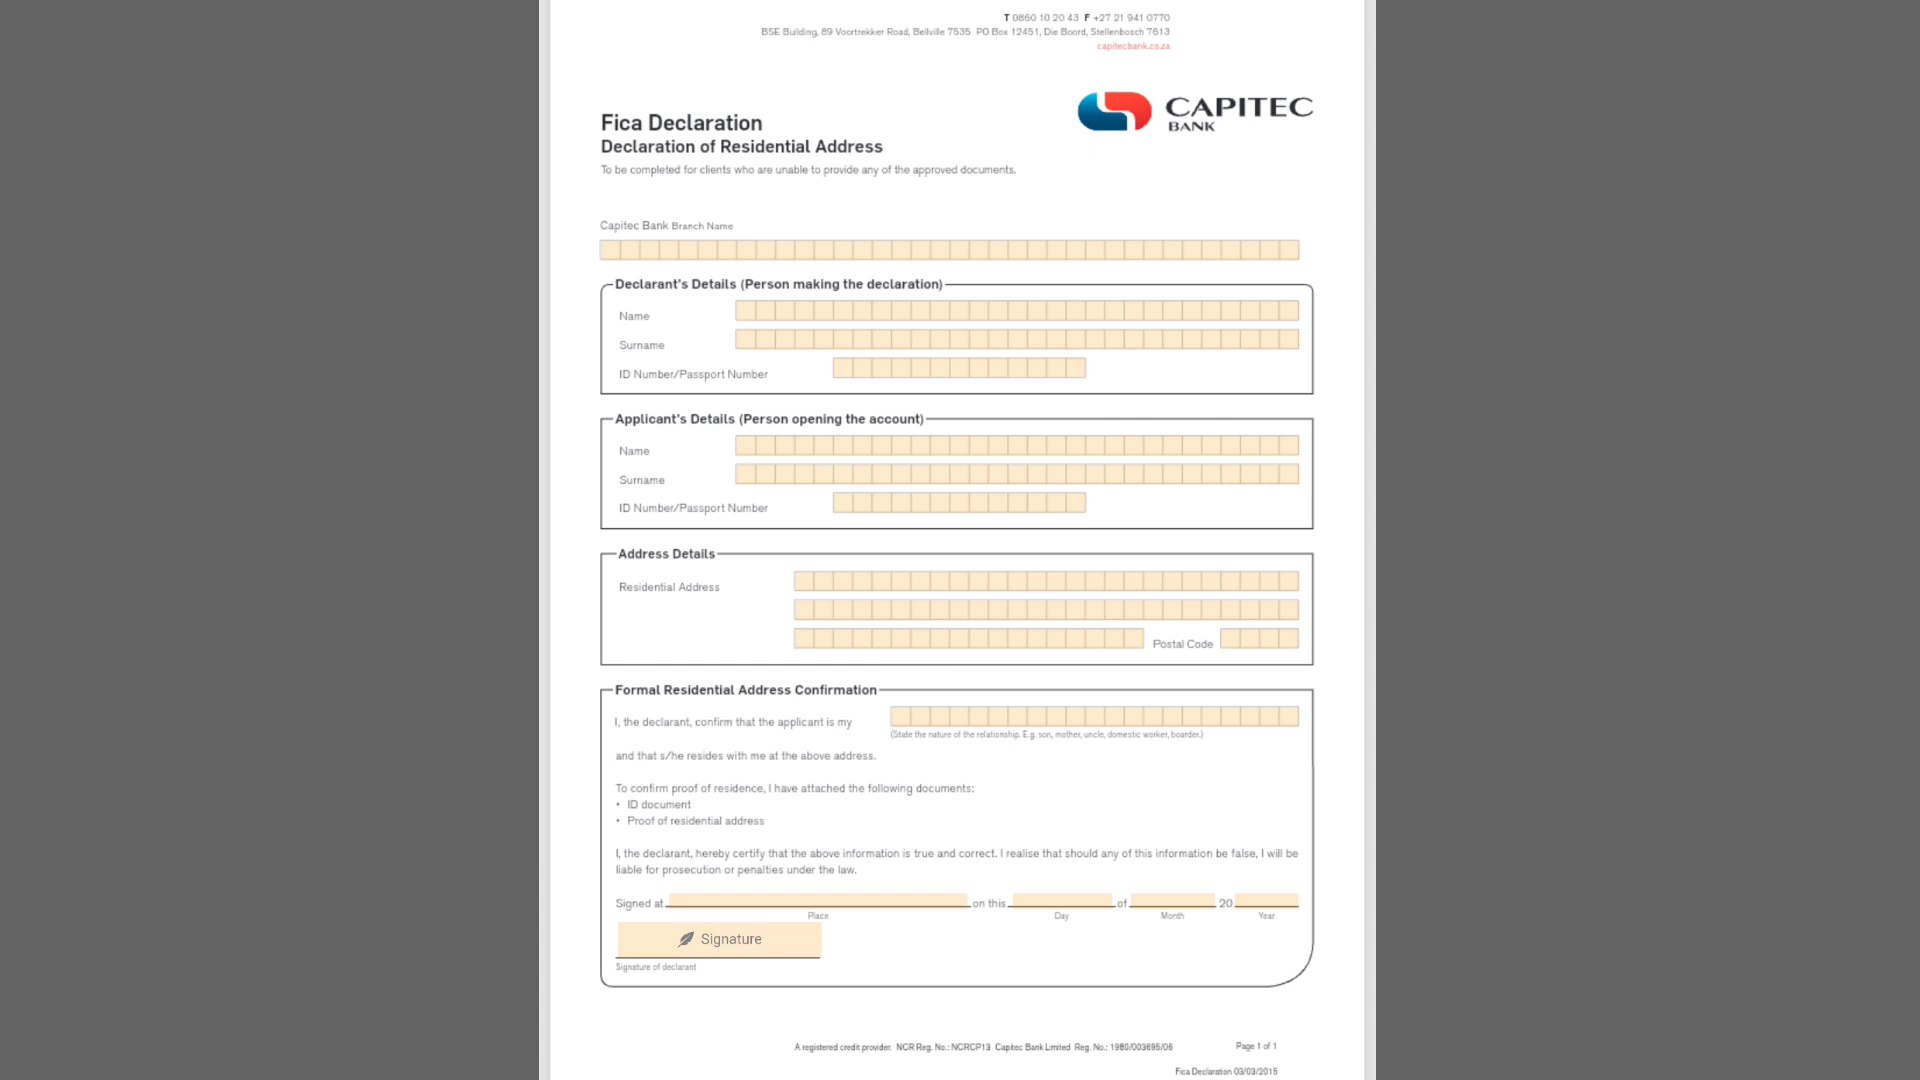 T 0860 10 20 43 F +27 21 941 0770
BSE Building, 89 Voortrekker Road, Bellville 7535 PO Box 12451, Die Boord, Stellenbosch 7613
capitecbank.co.za
CAPITEC
BANK
Fica Declaration
Declaration of Residential Address
To be completed for clients who are unable to provide any of the approved documents.
Capitec Bank Branch Name
Declarant's Details (Person making the declaration)
Name
Surname
ID Number/Passport Number
Applicant's Details (Person opening the account)
Name
Surname
ID Number/Passport Number
Address Details
Residential Address
Postal Code
Formal Residential Address Confirmation
I, the declarant, confirm that the applicant is my
(State the nature of the relationship. E.g. son, mother, uncle, domestic worker, boarder.)
and that s/he resides with me at the above address.
To confirm proof of residence, I have attached the following documents:
• ID document
• Proof of residential address
I, the declarant, hereby certify that the above information is true and correct. I realise that should any of this information be false, I will be
liable for prosecution or penalties under the law.
Signed at on this of 20
Place Day Month Year
Signature
Signature of declarant
A registered credit provider. NCR Reg. No.: NCRCP13 Capitec Bank Limited Reg. No.: 1980/003695/06 Page 1 of 1
Fica Declaration 03/03/2015